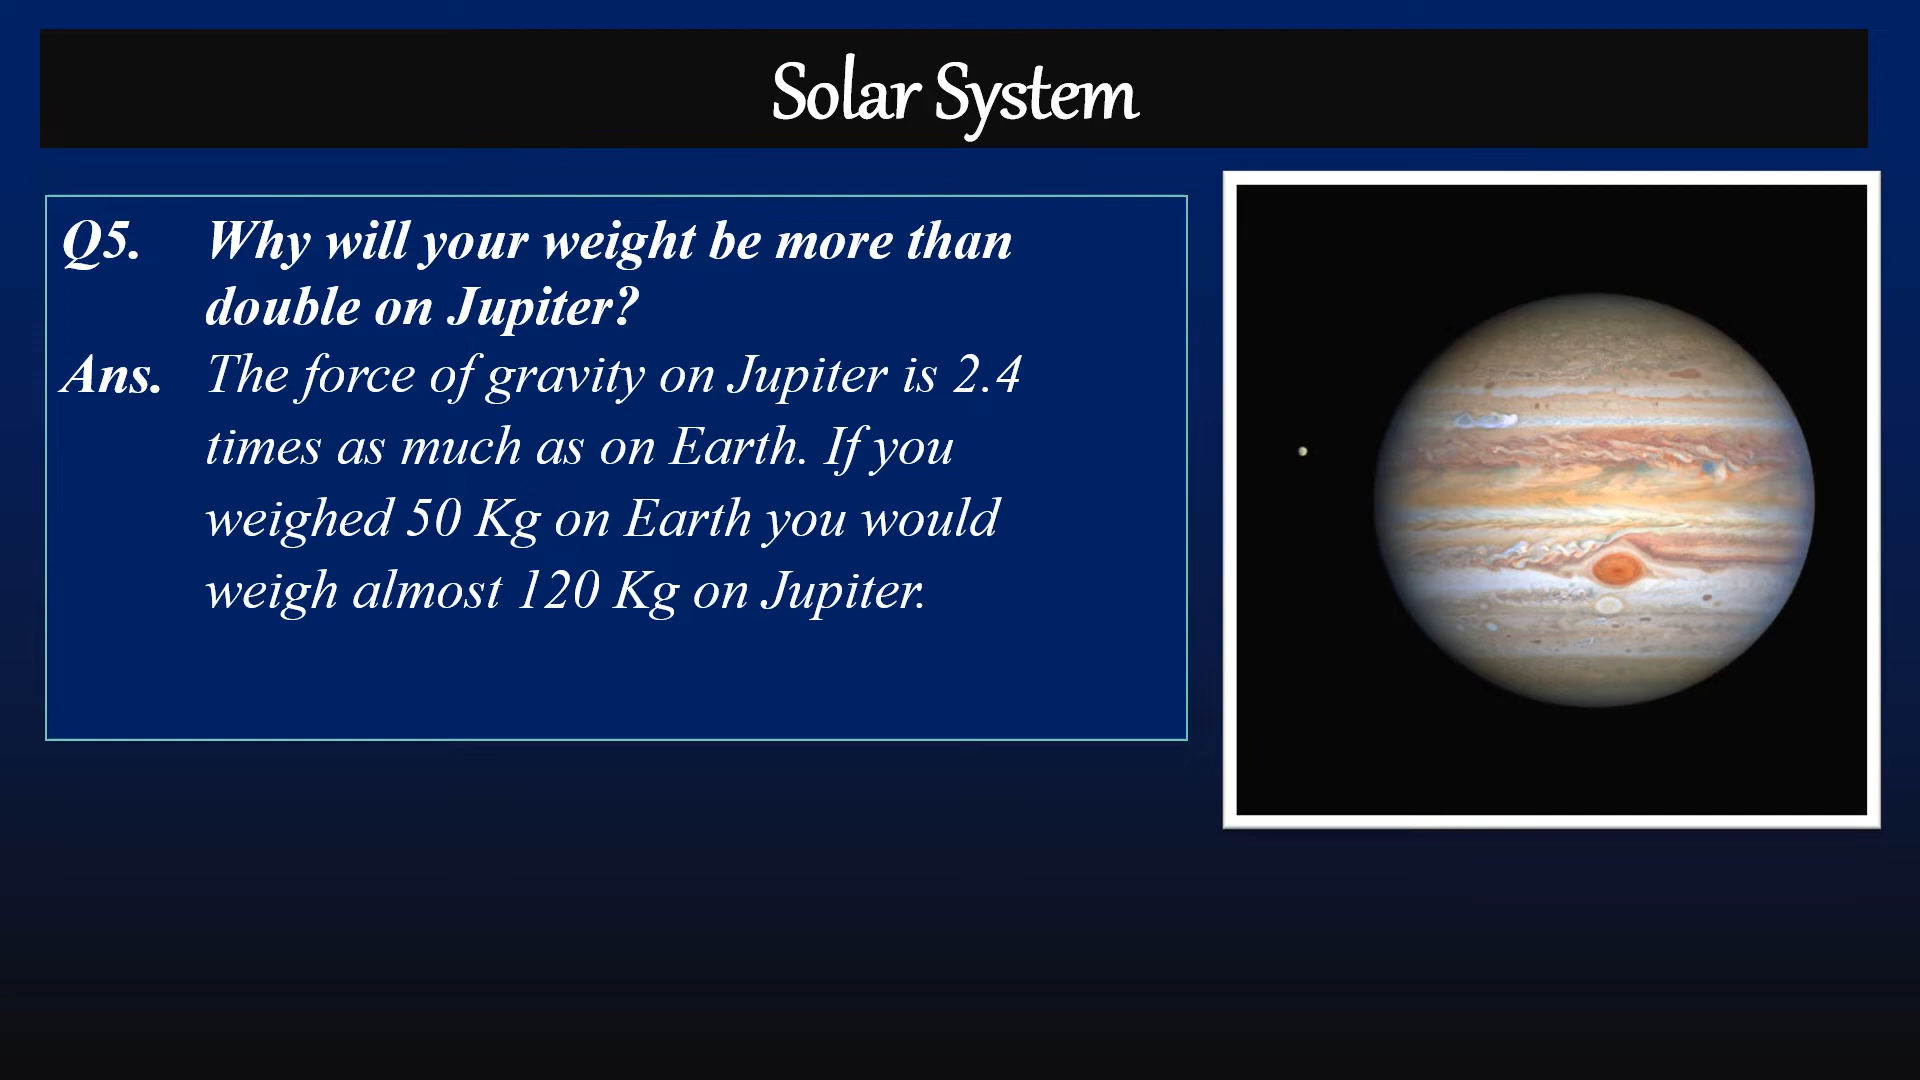 Solar System
Q5. Why will your weight be more than
double on Jupiter?
Ans. The force of gravity on Jupiter is 2.4
times as much as on Earth. If you
weighed 50 Kg on Earth you would
weigh almost 120 Kg on Jupiter.